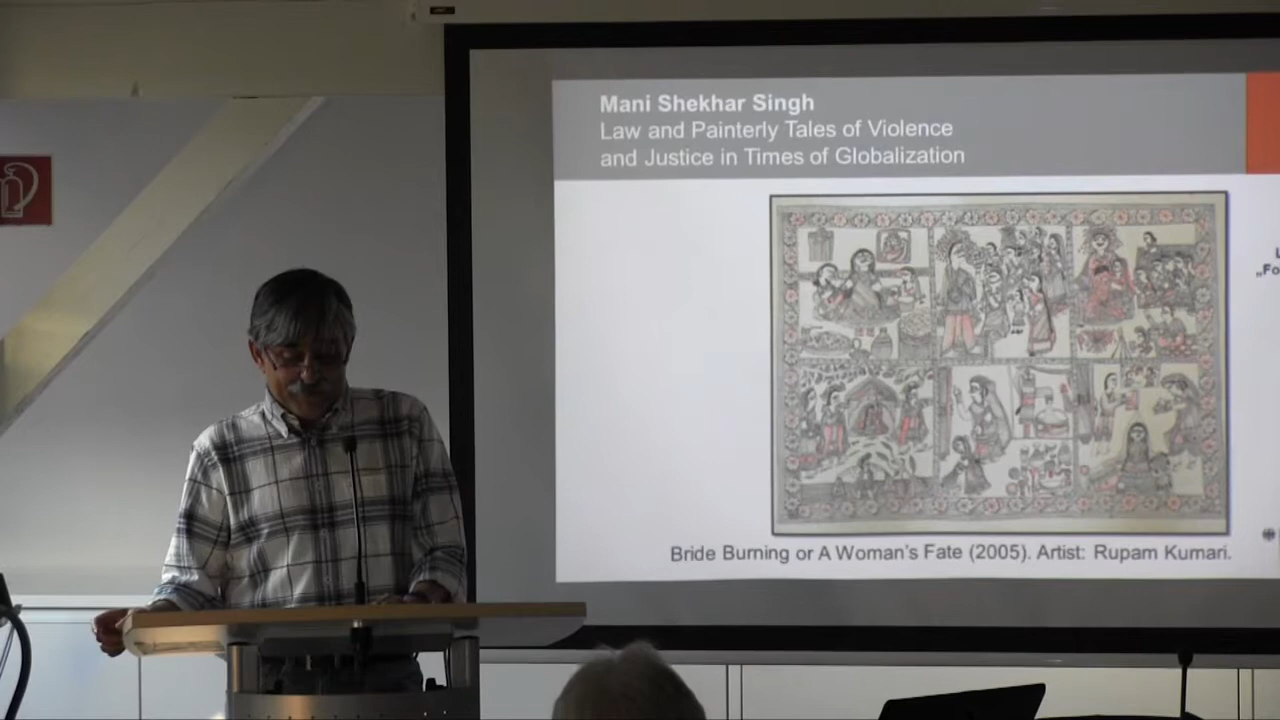 Mani Shekhar Singh
Law and Painterly Tales of Violence
and Justice in Times of Globalization
Bride Burning or A Woman's Fate (2005). Artist: Rupam Kumari.